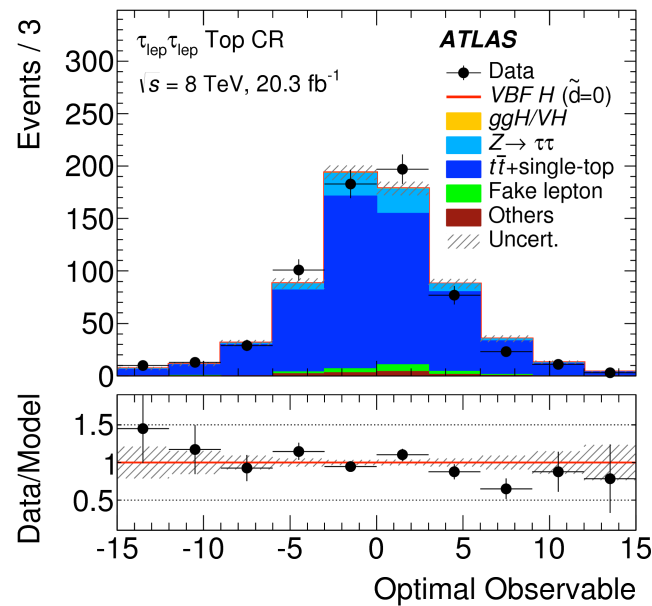 Events / 3
300
250
200
150
100
50
0
τlepτlep Top CR
√s = 8 TeV, 20.3 fb-1
ATLAS
Data
VBF H (d̃=0)
ggH/VH
Z→ ττ
tt̄+single-top
Fake lepton
Others
Uncert.
Data/Model
1.5
1
0.5
-15 -10 -5 0 5 10 15
Optimal Observable